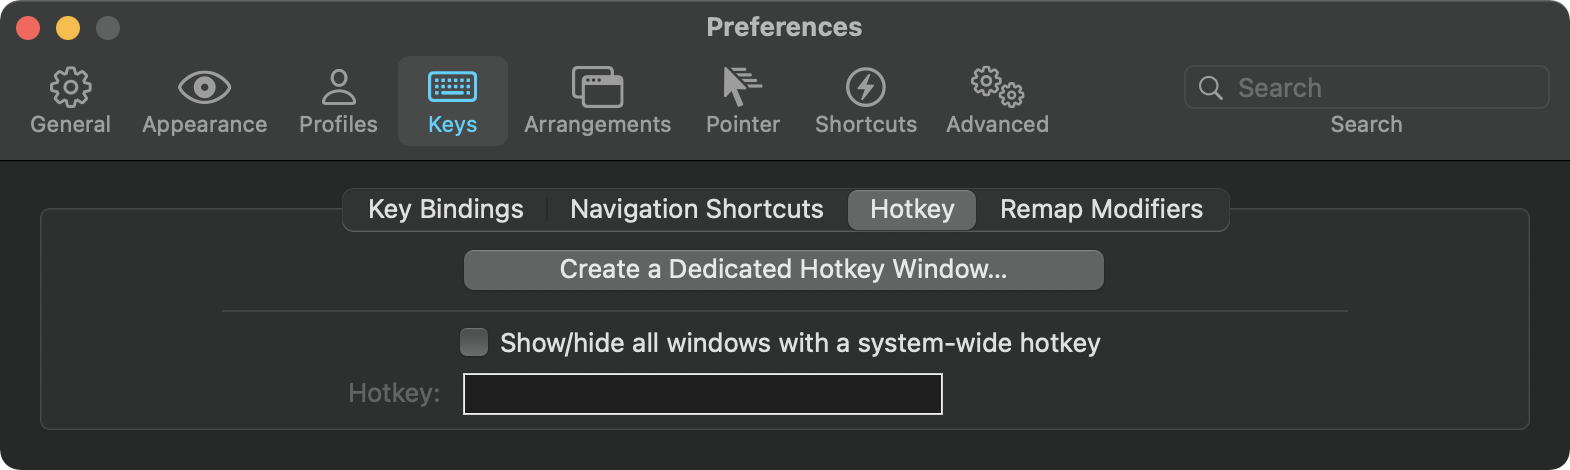 Preferences
General Appearance Profiles Keys Arrangements Pointer Shortcuts Advanced Search
Search
Key Bindings Navigation Shortcuts Hotkey Remap Modifiers
Create a Dedicated Hotkey Window...
Show/hide all windows with a system-wide hotkey
Hotkey: